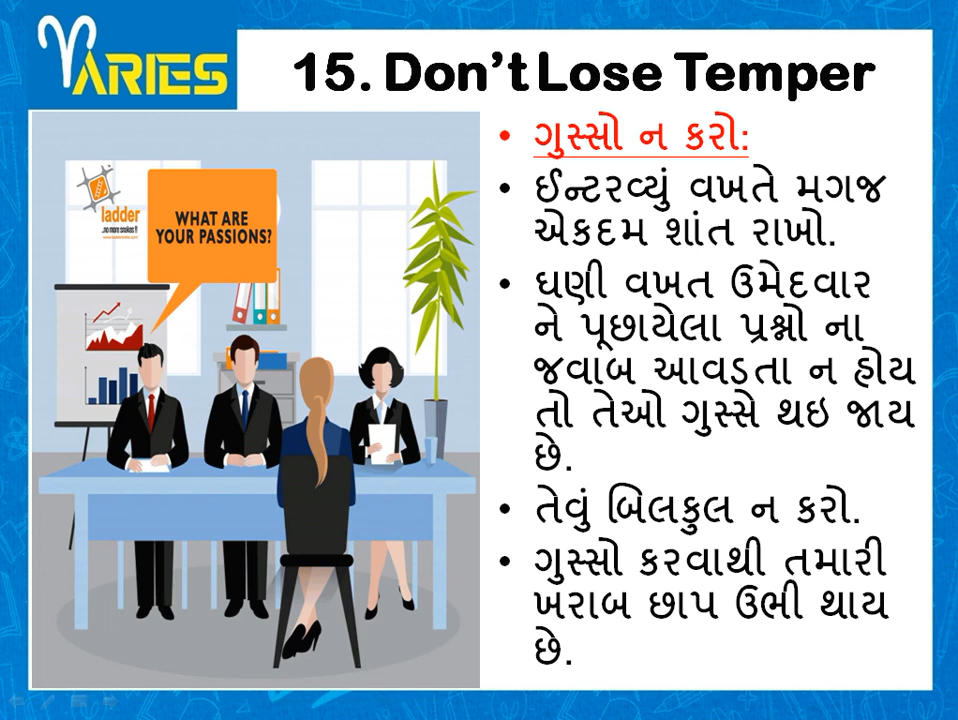 ARIES
15. Don't Lose Temper
• ગુસ્સો ન કરો:
• ઈન્ટરવ્યું વખતે મગજ
એકદમ શાંત રાખો.
• ઘણી વખત ઉમેદવાર
ને પૂછાયેલા પ્રશ્નો ના
જવાબ આવડતા ન હોય
તો તેઓ ગુસ્સે થઇ જાય
છે.
• તેવું બિલકુલ ન કરો.
• ગુસ્સો કરવાથી તમારી
ખરાબ છાપ ઉભી થાય
છે.
ladder
..no more snakes !!
WHAT ARE
YOUR PASSIONS?